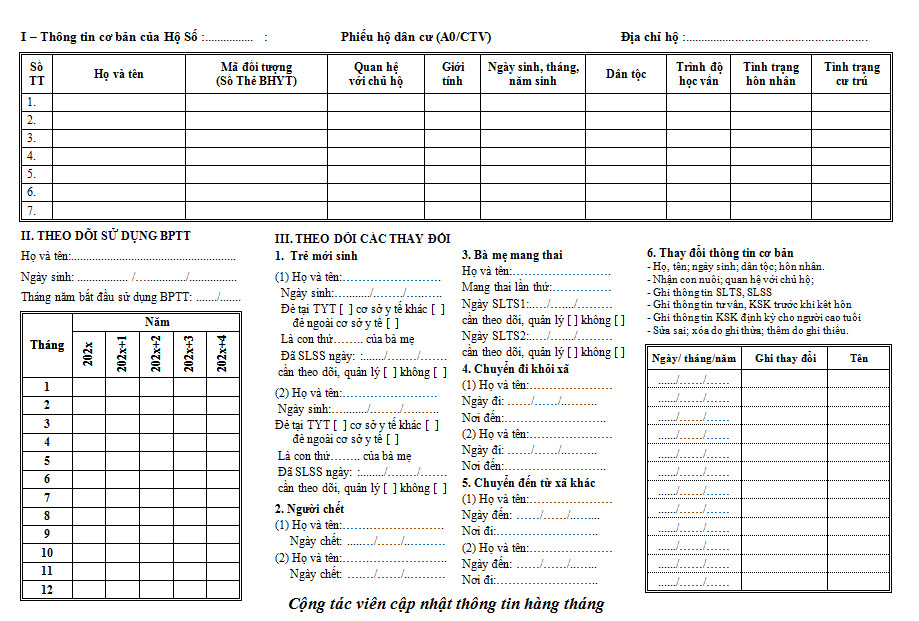 I – Thông tin cơ bản của Hộ Số :............... : Phiếu hộ dân cư (A0/CTV) Địa chỉ hộ :........................................................
Số TT Họ và tên Mã đối tượng (Số Thẻ BHYT) Quan hệ với chủ hộ Giới tính Ngày sinh, tháng, năm sinh Dân tộc Trình độ học vấn Tình trạng hôn nhân Tình trạng cư trú
1.
2.
3.
4.
5.
6.
7.
II. THEO DÕI SỬ DỤNG BPTT
Họ và tên:.......................................................
Ngày sinh: ................. /……........./................
Tháng năm bắt đầu sử dụng BPTT: ......./.......
Tháng Năm
202x 202x+1 202x+2 202x+3 202x+4
1
2
3
4
5
6
7
8
9
10
11
12
III. THEO DÕI CÁC THAY ĐỔI
1. Trẻ mới sinh
(1) Họ và tên:……………………
Ngày sinh:…........./……../………
Đẻ tại TYT [ ] cơ sở y tế khác [ ]
đẻ ngoài cơ sở y tế [ ]
Là con thứ…….. của bà mẹ
Đã SLSS ngày: :......../……../……
cần theo dõi, quản lý [ ] không [ ]
(2) Họ và tên:……………………
Ngày sinh:…........./……../………
Đẻ tại TYT [ ] cơ sở y tế khác [ ]
đẻ ngoài cơ sở y tế [ ]
Là con thứ…….. của bà mẹ
Đã SLSS ngày: :......../……../……
cần theo dõi, quản lý [ ] không [ ]
2. Người chết
(1) Họ và tên:……………………
Ngày chết: ........./……/…………
(2) Họ và tên:……………………
Ngày chết: ……./……/…………
3. Bà mẹ mang thai
Họ và tên:……………………
Mang thai lần thứ:……………
Ngày SLTS1:…../……./……..
cần theo dõi, quản lý [ ] không [ ]
Ngày SLTS2:…../……./……..
cần theo dõi, quản lý [ ] không [ ]
4. Chuyển đi khỏi xã
(1) Họ và tên:…………………
Ngày đi: ……/……/………..
Nơi đến:……………………..
(2) Họ và tên:…………………
Ngày đi: ……/……/………..
Nơi đến:……………………..
5. Chuyển đến từ xã khác
(1) Họ và tên:…………………
Ngày đến: ……/……/……..
Nơi đi:……………………..
(2) Họ và tên:…………………
Ngày đến: ……/……/……..
Nơi đi:……………………..
6. Thay đổi thông tin cơ bản
- Họ, tên; ngày sinh; dân tộc; hôn nhân.
- Nhận con nuôi; quan hệ với chủ hộ;
- Ghi thông tin SLTS, SLSS
- Ghi thông tin tư vấn, KSK trước khi kết hôn
- Ghi thông tin KSK định kỳ cho người cao tuổi
- Sửa sai; xóa do ghi thừa; thêm do ghi thiếu.
Ngày/ tháng/năm Ghi thay đổi Tên
……/……/……
……/……/……
……/……/……
……/……/……
……/……/……
……/……/……
……/……/……
……/……/……
……/……/……
……/……/……
……/……/……
……/……/……
Cộng tác viên cập nhật thông tin hàng tháng